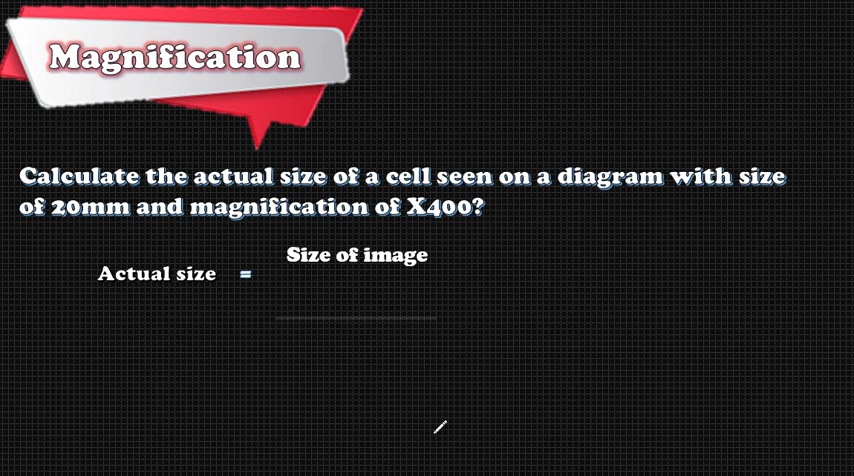 Magnification
Calculate the actual size of a cell seen on a diagram with size
of 20mm and magnification of X400?
Size of image
Actual size =